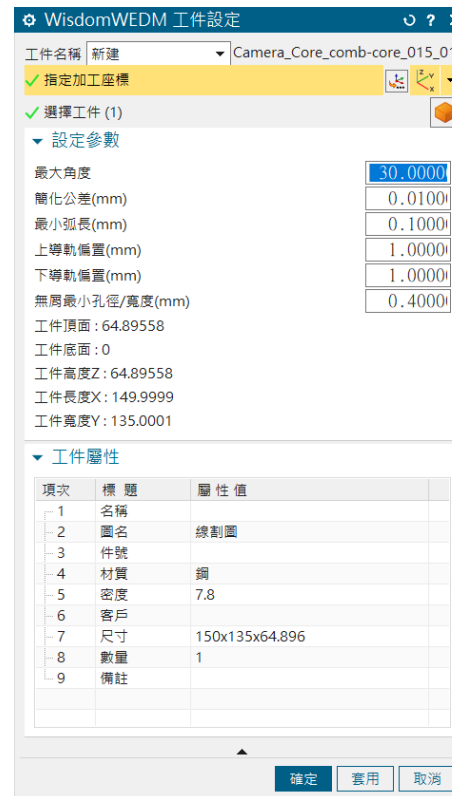 WisdomWEDM 工件設定
工件名稱 新建 Camera_Core_comb-core_015_01
指定加工座標
選擇工件 (1)
設定參數
最大角度 30.0000
簡化公差(mm) 0.0100
最小弧長(mm) 0.1000
上導軌偏置(mm) 1.0000
下導軌偏置(mm) 1.0000
無屑最小孔徑/寬度(mm) 0.4000
工件頂面 : 64.89558
工件底面 : 0
工件高度Z : 64.89558
工件長度X : 149.9999
工件寬度Y : 135.0001
工件屬性
項次 標 題 屬 性 值
1 名稱
2 圖名 線割圖
3 件號
4 材質 鋼
5 密度 7.8
6 客戶
7 尺寸 150x135x64.896
8 數量 1
9 備註
確定 套用 取消